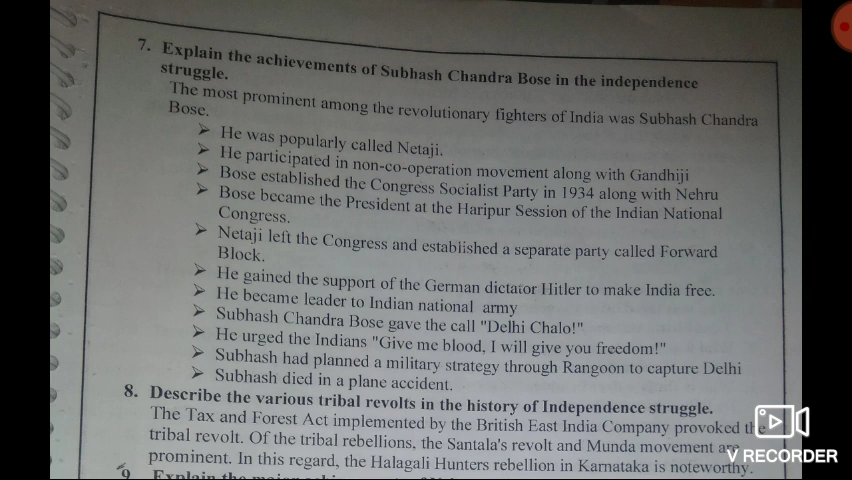 7. Explain the achievements of Subhash Chandra Bose in the independence
struggle.
The most prominent among the revolutionary fighters of India was Subhash Chandra
Bose.
➤ He was popularly called Netaji.
➤ He participated in non-co-operation movement along with Gandhiji
➤ Bose established the Congress Socialist Party in 1934 along with Nehru
➤ Bose became the President at the Haripur Session of the Indian National
Congress.
➤ Netaji left the Congress and established a separate party called Forward
Block.
➤ He gained the support of the German dictator Hitler to make India free.
➤ He became leader to Indian national army
➤ Subhash Chandra Bose gave the call "Delhi Chalo!"
➤ He urged the Indians "Give me blood, I will give you freedom!"
➤ Subhash had planned a military strategy through Rangoon to capture Delhi
➤ Subhash died in a plane accident.
8. Describe the various tribal revolts in the history of Independence struggle.
The Tax and Forest Act implemented by the British East India Company provoked the
tribal revolt. Of the tribal rebellions, the Santala's revolt and Munda movement are
prominent. In this regard, the Halagali Hunters rebellion in Karnataka is noteworthy.
9. Explain the
V RECORDER